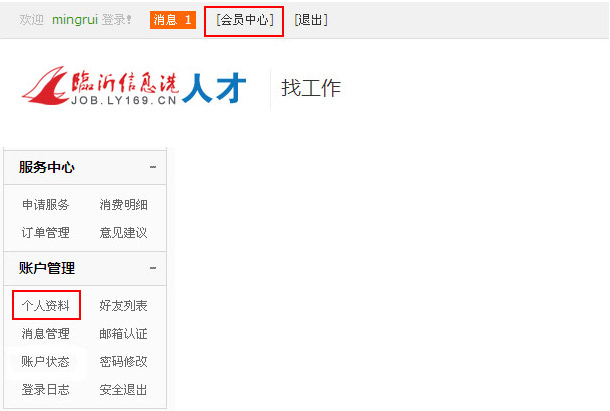 欢迎 mingrui 登录! 消息 1 [会员中心] [退出]
临沂信息港 人才 找工作
JOB.LY169.CN
服务中心 -
申请服务 消费明细
订单管理 意见建议
账户管理 -
个人资料 好友列表
消息管理 邮箱认证
账户状态 密码修改
登录日志 安全退出